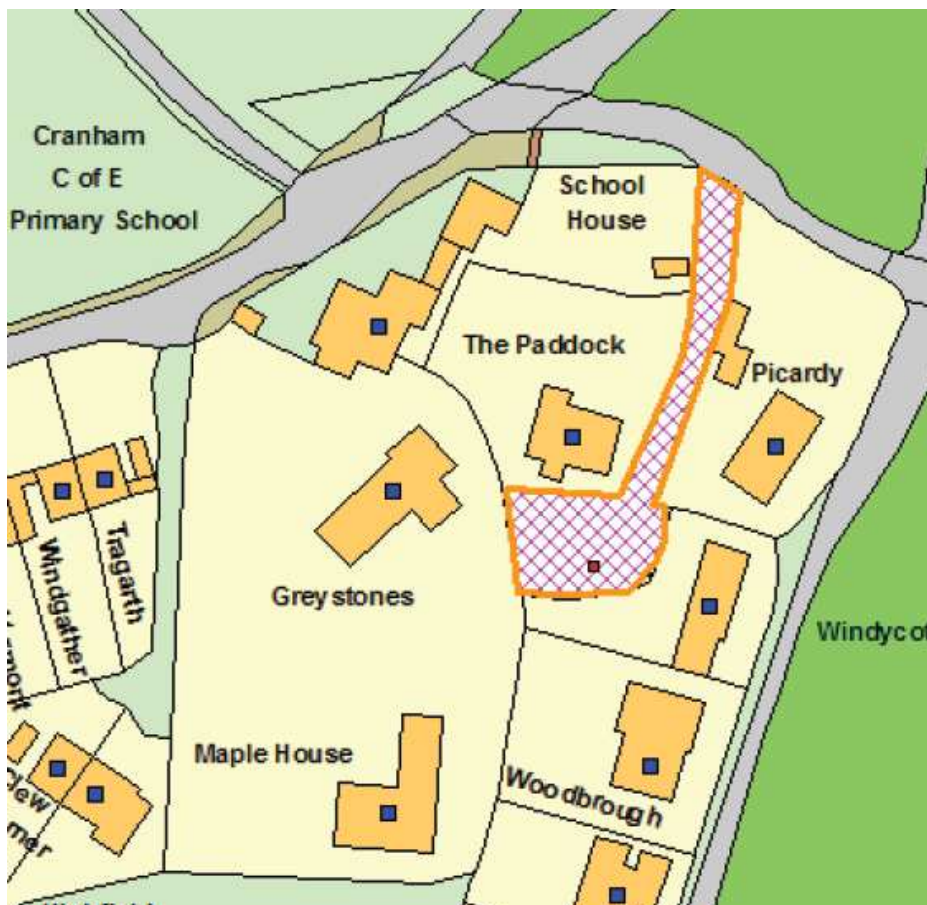 Cranham
C of E
Primary School
School
House
The Paddock
Picardy
Greystones
Tragarth
Windgather
Windycot
Maple House
Woodbrough